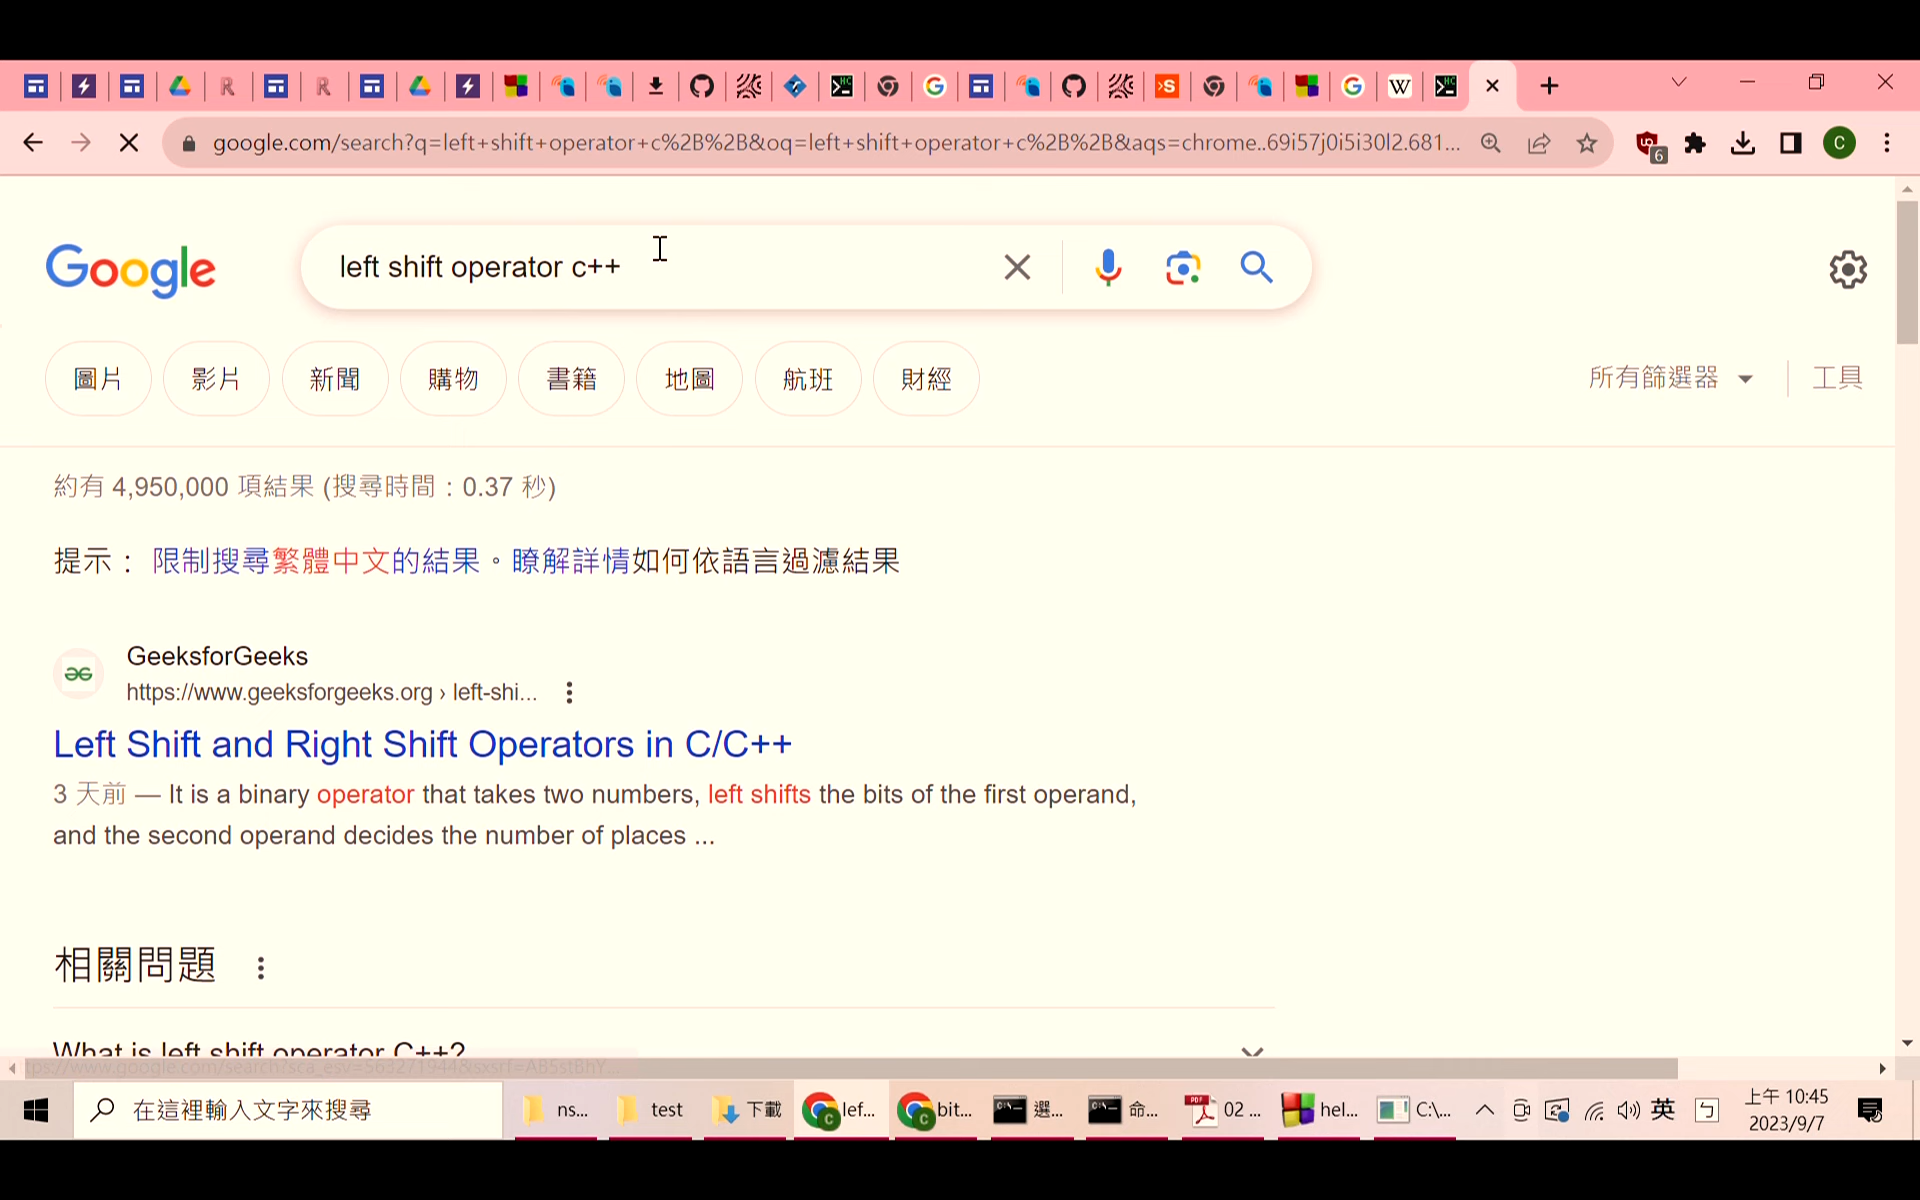 google.com/search?q=left+shift+operator+c%2B%2B&oq=left+shift+operator+c%2B%2B&aqs=chrome..69i57j0i5i30l2.681...
6
C
Google
left shift operator c++
圖片
影片
新聞
購物
書籍
地圖
航班
財經
所有篩選器
工具
約有 4,950,000 項結果 (搜尋時間：0.37 秒)
提示： 限制搜尋繁體中文的結果。瞭解詳情如何依語言過濾結果
GeeksforGeeks
https://www.geeksforgeeks.org › left-shi...
Left Shift and Right Shift Operators in C/C++
3 天前 — It is a binary operator that takes two numbers, left shifts the bits of the first operand,
and the second operand decides the number of places ...
相關問題
What is left shift operator C++?
在這裡輸入文字來搜尋
ns...
test
下載
lef...
bit...
選...
命...
02 ...
hel...
C:\...
英
上午 10:45
2023/9/7